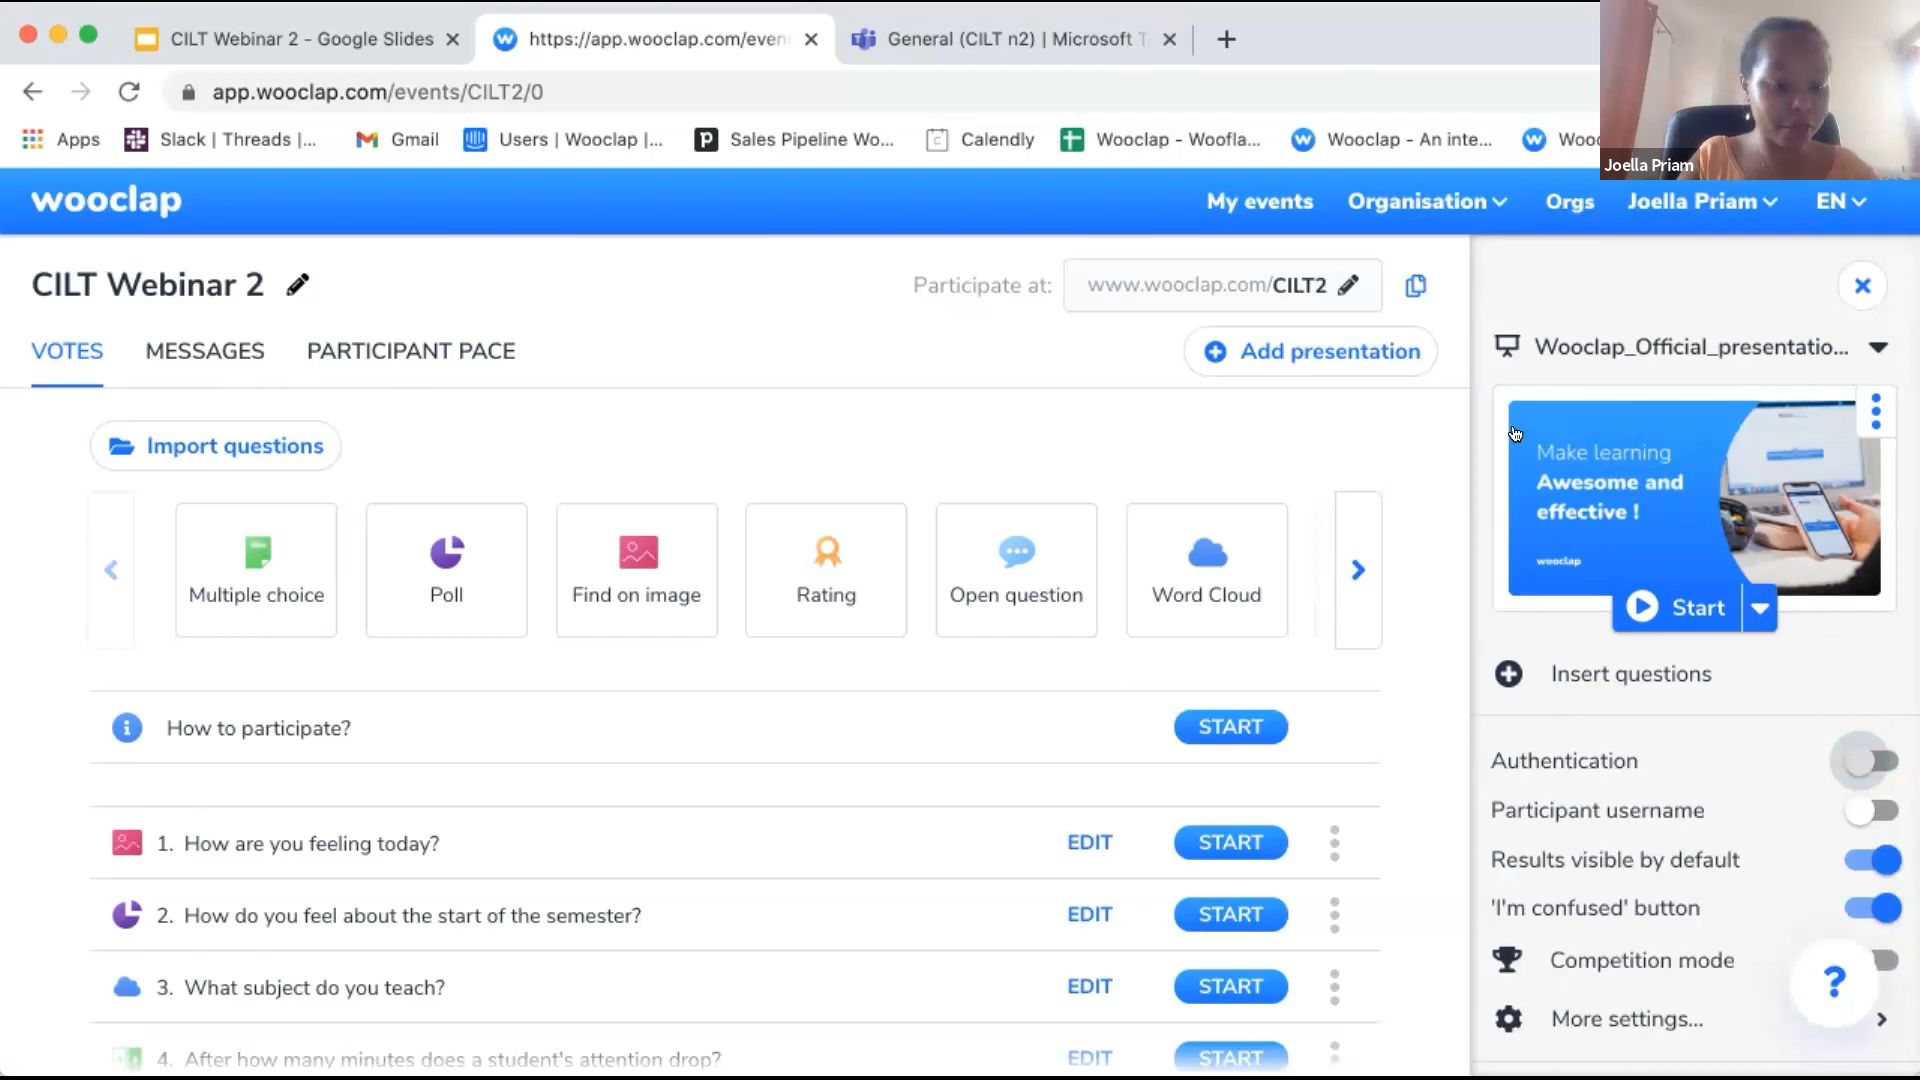 CILT Webinar 2 - Google Slides
https://app.wooclap.com/even
General (CILT n2) | Microsoft T
app.wooclap.com/events/CILT2/0
Apps
Slack | Threads |...
Gmail
Users | Wooclap |...
Sales Pipeline Wo...
Calendly
Wooclap - Woofla...
Wooclap - An inte...
Wooc
Joella Priam
wooclap
My events
Organisation
Orgs
Joella Priam
EN
CILT Webinar 2
Participate at:
www.wooclap.com/CILT2
VOTES
MESSAGES
PARTICIPANT PACE
Add presentation
Wooclap_Official_presentatio...
Import questions
Make learning
Awesome and
effective !
wooclap
Multiple choice
Poll
Find on image
Rating
Open question
Word Cloud
Start
Insert questions
How to participate?
START
Authentication
Participant username
1. How are you feeling today?
EDIT
START
Results visible by default
2. How do you feel about the start of the semester?
EDIT
START
'I'm confused' button
3. What subject do you teach?
EDIT
START
Competition mode
?
More settings...
4. After how many minutes does a student's attention drop?
EDIT
START